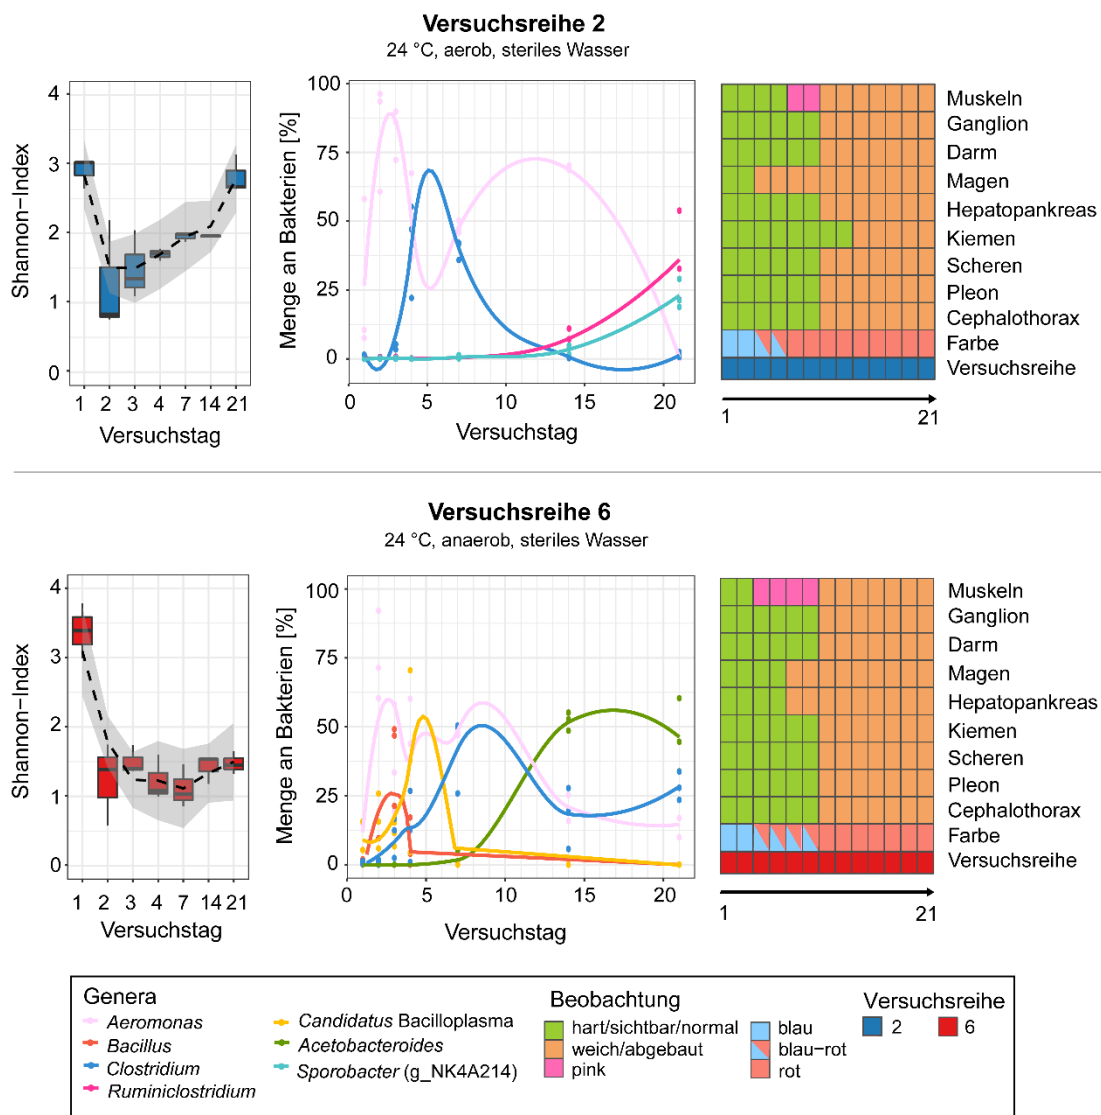 Versuchsreihe 2
24 °C, aerob, steriles Wasser
Shannon-Index
4
3
2
1
0
1 2 3 4 7 14 21
Versuchstag
Menge an Bakterien [%]
100
75
50
25
0
0 5 10 15 20
Versuchstag
Muskeln
Ganglion
Darm
Magen
Hepatopankreas
Kiemen
Scheren
Pleon
Cephalothorax
Farbe
Versuchsreihe
1 21
Versuchsreihe 6
24 °C, anaerob, steriles Wasser
Shannon-Index
4
3
2
1
0
1 2 3 4 7 14 21
Versuchstag
Menge an Bakterien [%]
100
75
50
25
0
0 5 10 15 20
Versuchstag
Muskeln
Ganglion
Darm
Magen
Hepatopankreas
Kiemen
Scheren
Pleon
Cephalothorax
Farbe
Versuchsreihe
1 21
Genera
Aeromonas
Bacillus
Clostridium
Ruminiclostridium
Candidatus Bacilloplasma
Acetobacteroides
Sporobacter (g_NK4A214)
Beobachtung
hart/sichtbar/normal
weich/abgebaut
pink
blau
blau-rot
rot
Versuchsreihe
2 6